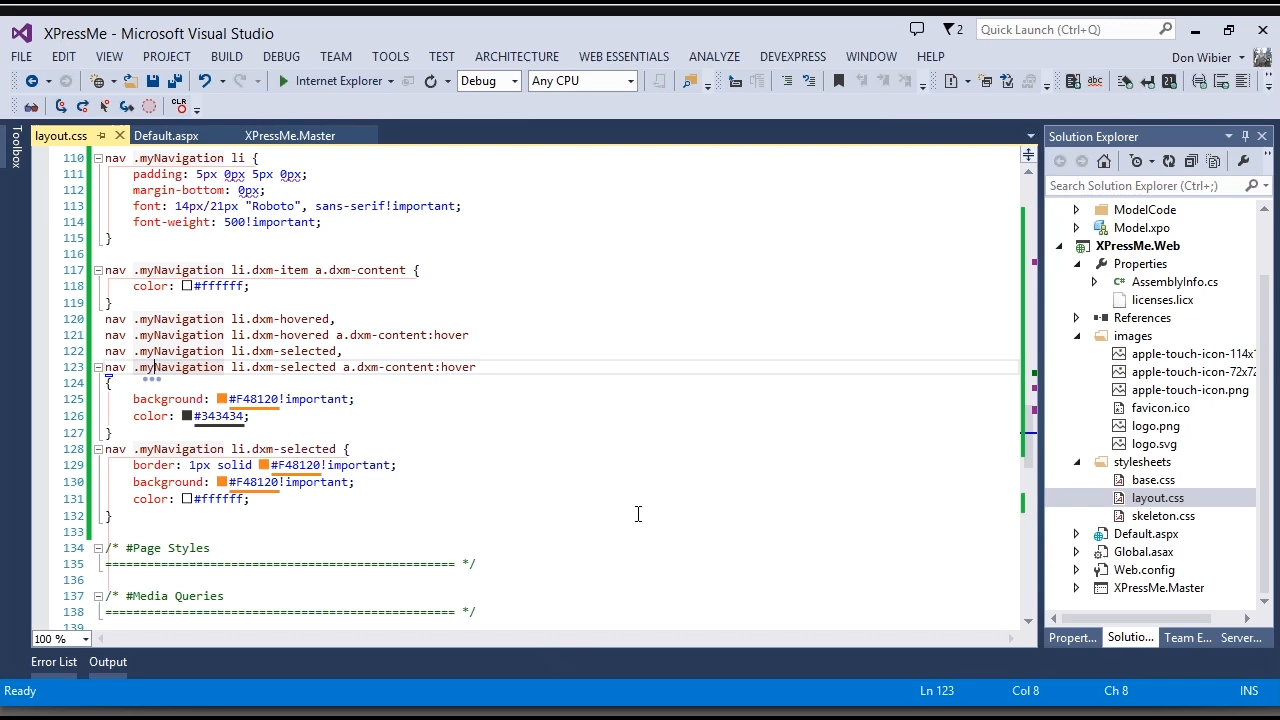 XPressMe - Microsoft Visual Studio
2
Quick Launch (Ctrl+Q)
FILE EDIT VIEW PROJECT BUILD DEBUG TEAM TOOLS TEST ARCHITECTURE WEB ESSENTIALS ANALYZE DEVEXPRESS WINDOW HELP Don Wibier
Internet Explorer Debug Any CPU
abc
CLR
Toolbox
layout.css Default.aspx XPressMe.Master
110 nav .myNavigation li {
111 padding: 5px 0px 5px 0px;
112 margin-bottom: 0px;
113 font: 14px/21px "Roboto", sans-serif!important;
114 font-weight: 500!important;
115 }
116
117 nav .myNavigation li.dxm-item a.dxm-content {
118 color: #ffffff;
119 }
120 nav .myNavigation li.dxm-hovered,
121 nav .myNavigation li.dxm-hovered a.dxm-content:hover
122 nav .myNavigation li.dxm-selected,
123 nav .myNavigation li.dxm-selected a.dxm-content:hover
124 {
125 background: #F48120!important;
126 color: #343434;
127 }
128 nav .myNavigation li.dxm-selected {
129 border: 1px solid #F48120!important;
130 background: #F48120!important;
131 color: #ffffff;
132 }
133
134 /* #Page Styles
135 ================================================== */
136
137 /* #Media Queries
138 ================================================== */
139
100 %
Solution Explorer
Search Solution Explorer (Ctrl+;)
ModelCode
Model.xpo
XPressMe.Web
Properties
C# AssemblyInfo.cs
licenses.licx
References
images
apple-touch-icon-114x1
apple-touch-icon-72x72
apple-touch-icon.png
favicon.ico
logo.png
logo.svg
stylesheets
base.css
layout.css
skeleton.css
Default.aspx
Global.asax
Web.config
XPressMe.Master
Propert... Solutio... Team E... Server...
Error List Output
Ready Ln 123 Col 8 Ch 8 INS